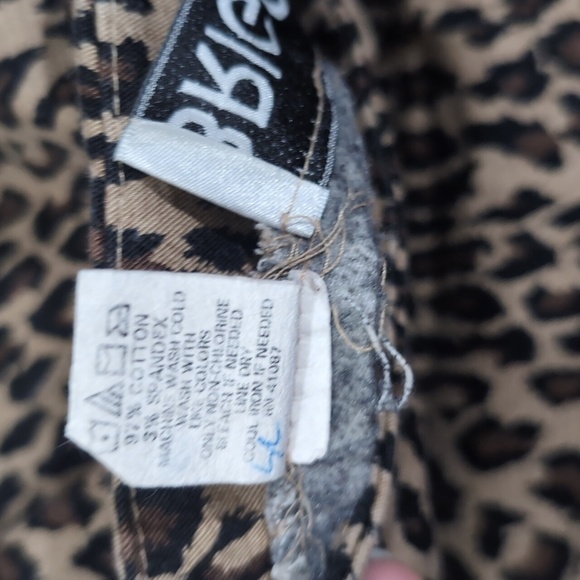 97% COTTON
3% SPANDEX
MACHINE WASH COLD
WASH WITH
LIKE COLORS
ONLY NON-CHLORINE
BLEACH IF NEEDED
LINE DRY
COOL IRON IF NEEDED
RN 41087